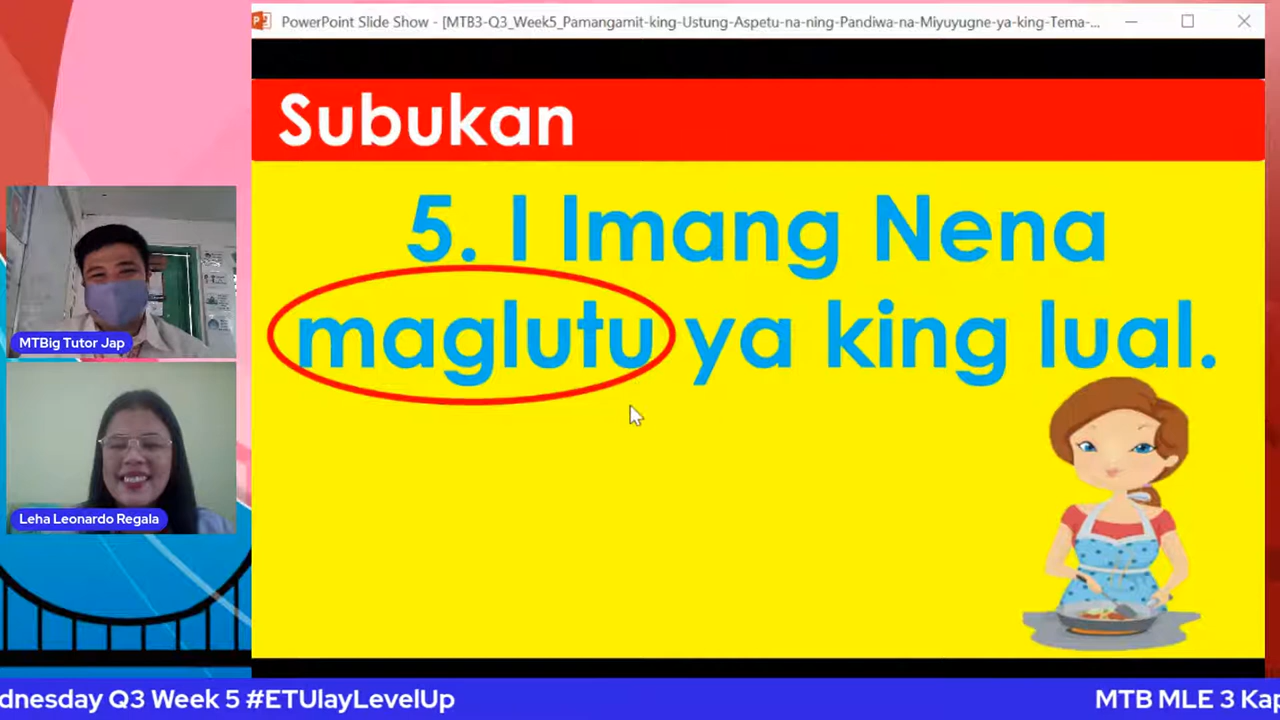 PowerPoint Slide Show - [MTB3-Q3_Week5_Pamangamit-king-Ustung-Aspetu-na-ning-Pandiwa-na-Miyuyugne-ya-king-Tema-...
Subukan
5. I Imang Nena
maglutu ya king lual.
MTBig Tutor Jap
Leha Leonardo Regala
dnesday Q3 Week 5 #ETUlayLevelUp
MTB MLE 3 Kap